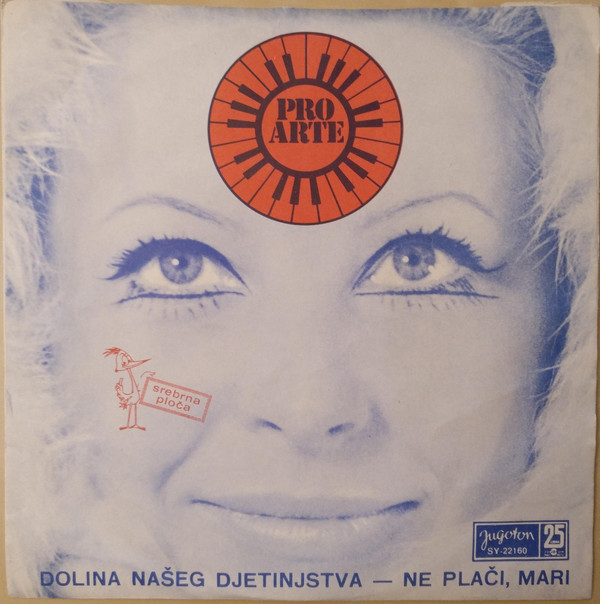 PRO
ARTE
srebrna
ploča
Jugoton
SY-22160
25
DOLINA NAŠEG DJETINJSTVA — NE PLAČI, MARI